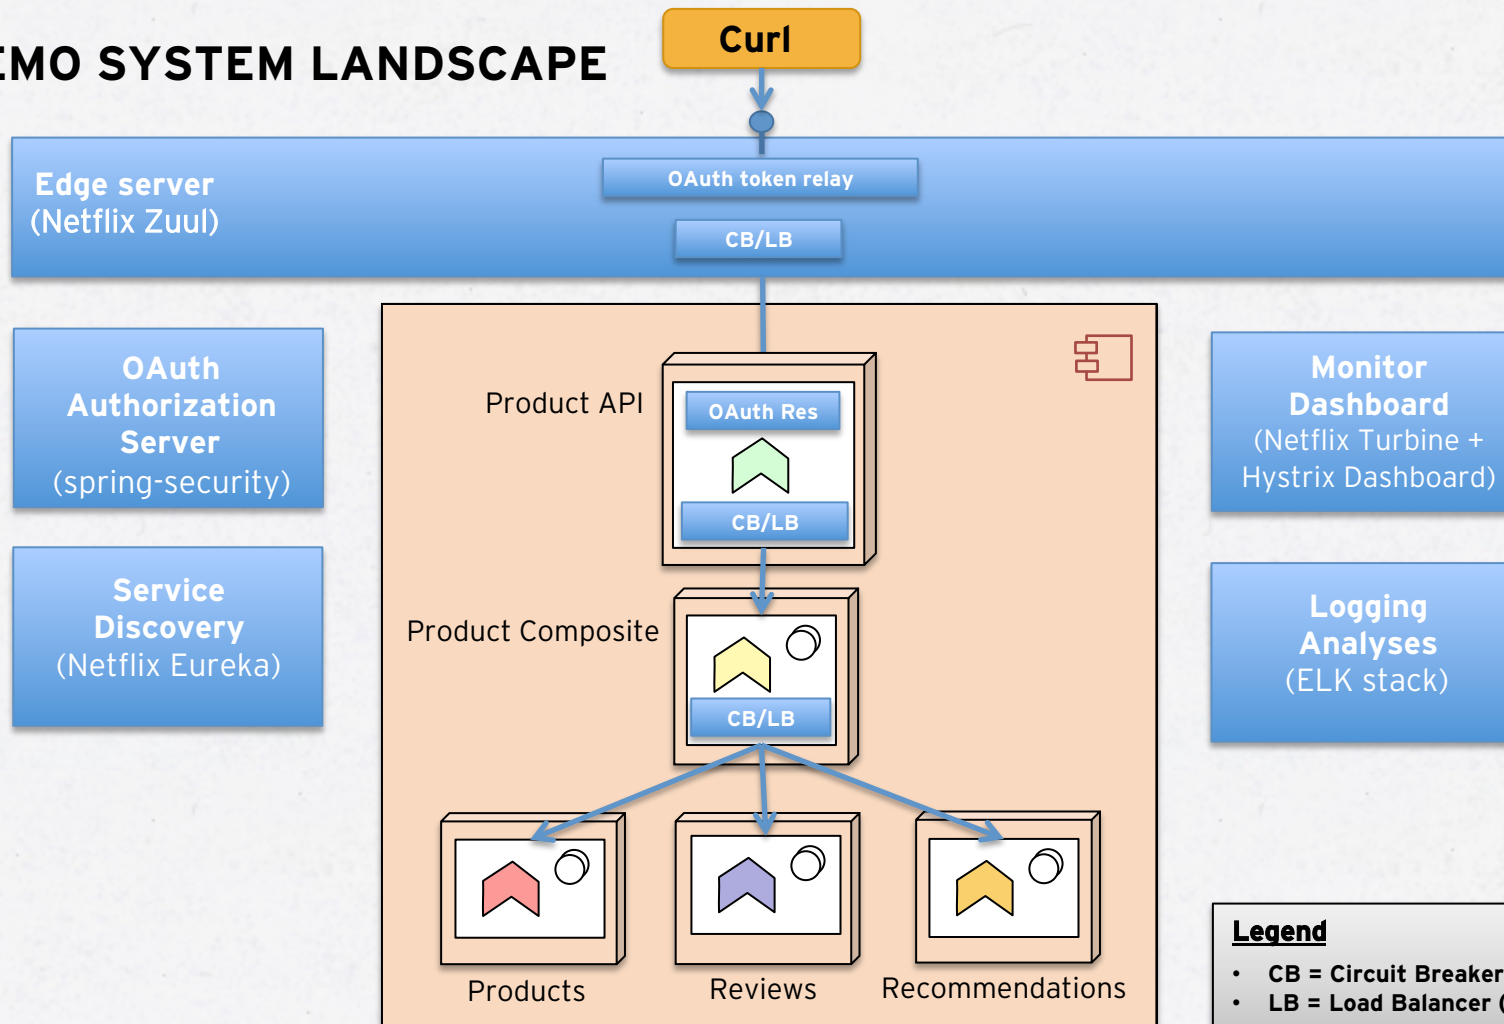 EMO SYSTEM LANDSCAPE
Curl
Edge server
(Netflix Zuul)
OAuth token relay
CB/LB
OAuth
Authorization
Server
(spring-security)
Service
Discovery
(Netflix Eureka)
Product API
OAuth Res
CB/LB
Product Composite
CB/LB
Products
Reviews
Recommendations
Monitor
Dashboard
(Netflix Turbine +
Hystrix Dashboard)
Logging
Analyses
(ELK stack)
Legend
• CB = Circuit Breaker
• LB = Load Balancer (